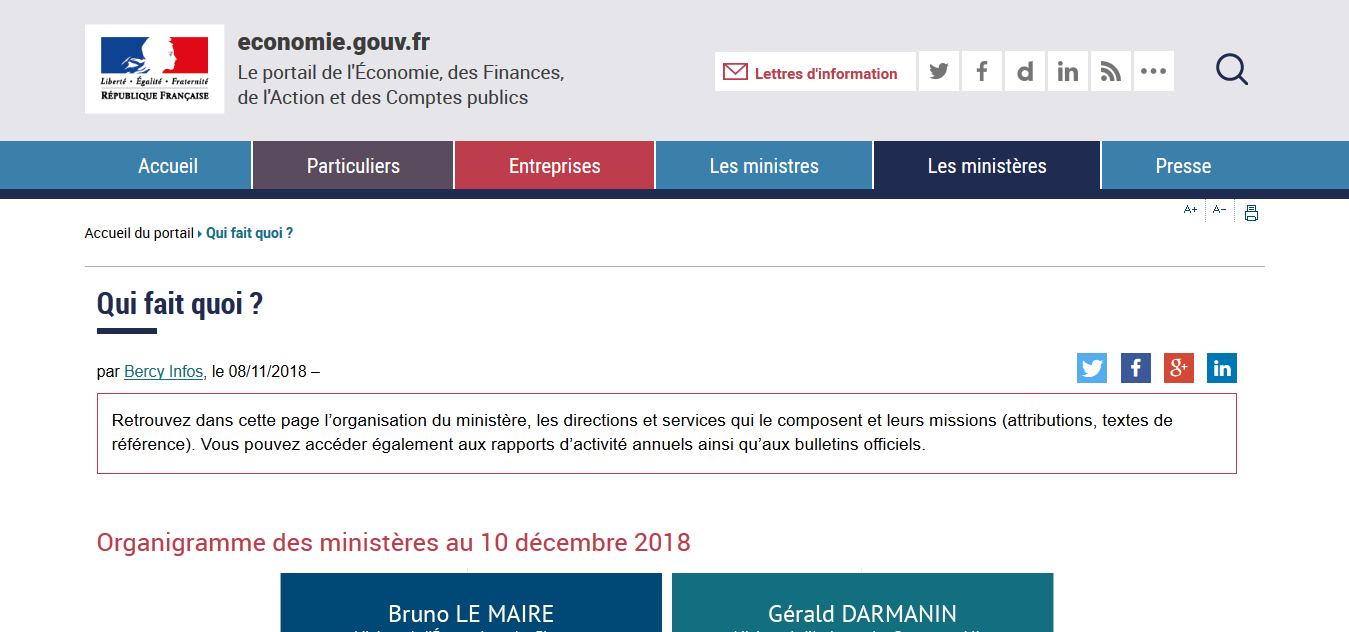 economie.gouv.fr
Le portail de l'Économie, des Finances,
de l'Action et des Comptes publics
Liberté • Égalité • Fraternité
RÉPUBLIQUE FRANÇAISE
Lettres d'information
Accueil
Particuliers
Entreprises
Les ministres
Les ministères
Presse
A+ A-
Accueil du portail Qui fait quoi ?
Qui fait quoi ?
par Bercy Infos, le 08/11/2018 –
Retrouvez dans cette page l’organisation du ministère, les directions et services qui le composent et leurs missions (attributions, textes de
référence). Vous pouvez accéder également aux rapports d’activité annuels ainsi qu’aux bulletins officiels.
Organigramme des ministères au 10 décembre 2018
Bruno LE MAIRE
Gérald DARMANIN